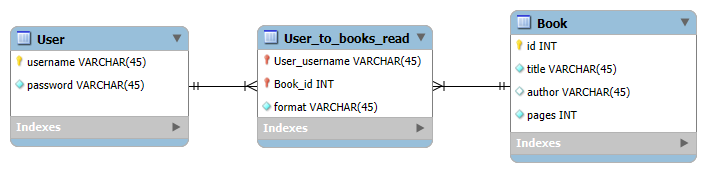 User
username VARCHAR(45)
password VARCHAR(45)
Indexes
User_to_books_read
User_username VARCHAR(45)
Book_id INT
format VARCHAR(45)
Indexes
Book
id INT
title VARCHAR(45)
author VARCHAR(45)
pages INT
Indexes